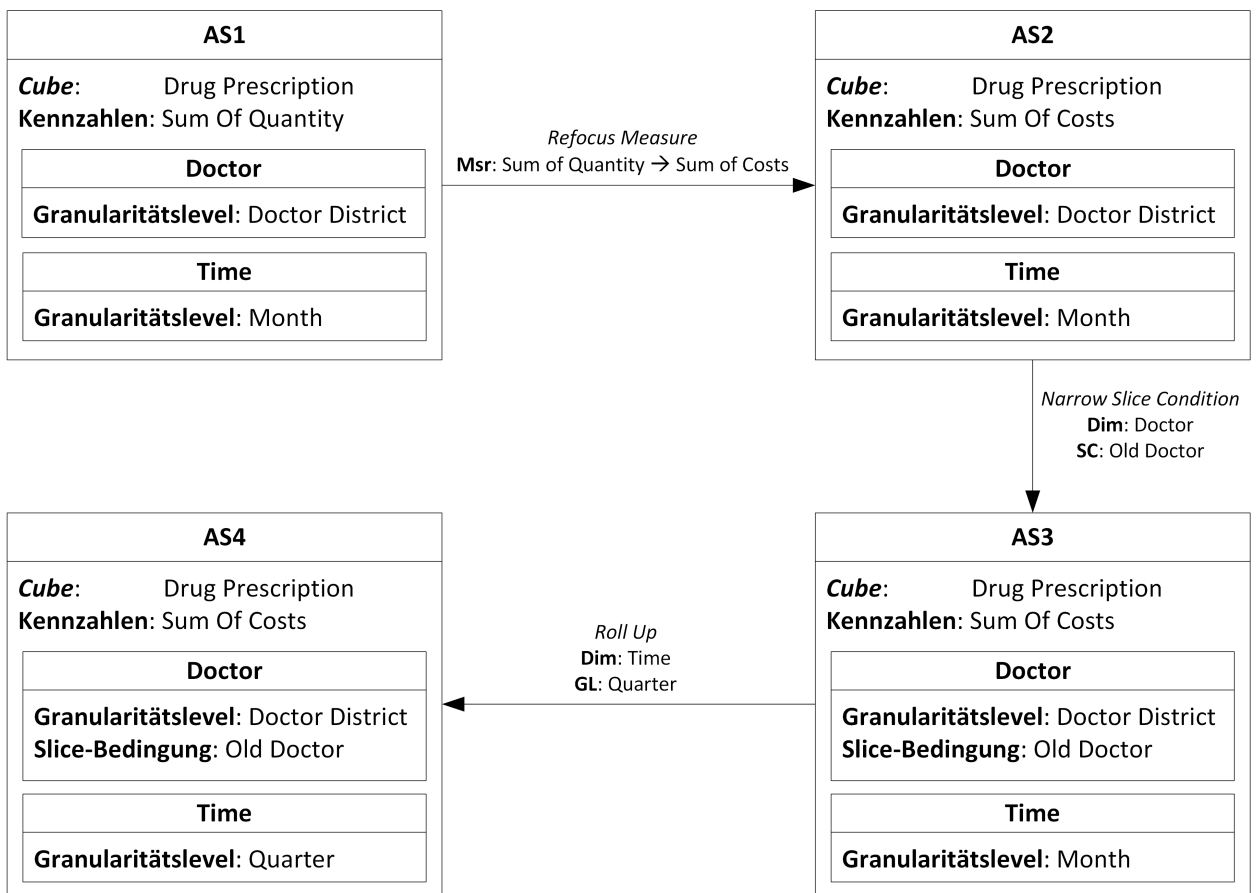 AS1
Cube: Drug Prescription
Kennzahlen: Sum Of Quantity
Doctor
Granularitätslevel: Doctor District
Time
Granularitätslevel: Month
Refocus Measure
Msr: Sum of Quantity → Sum of Costs
AS2
Cube: Drug Prescription
Kennzahlen: Sum Of Costs
Doctor
Granularitätslevel: Doctor District
Time
Granularitätslevel: Month
Narrow Slice Condition
Dim: Doctor
SC: Old Doctor
AS3
Cube: Drug Prescription
Kennzahlen: Sum Of Costs
Doctor
Granularitätslevel: Doctor District
Slice-Bedingung: Old Doctor
Time
Granularitätslevel: Month
Roll Up
Dim: Time
GL: Quarter
AS4
Cube: Drug Prescription
Kennzahlen: Sum Of Costs
Doctor
Granularitätslevel: Doctor District
Slice-Bedingung: Old Doctor
Time
Granularitätslevel: Quarter